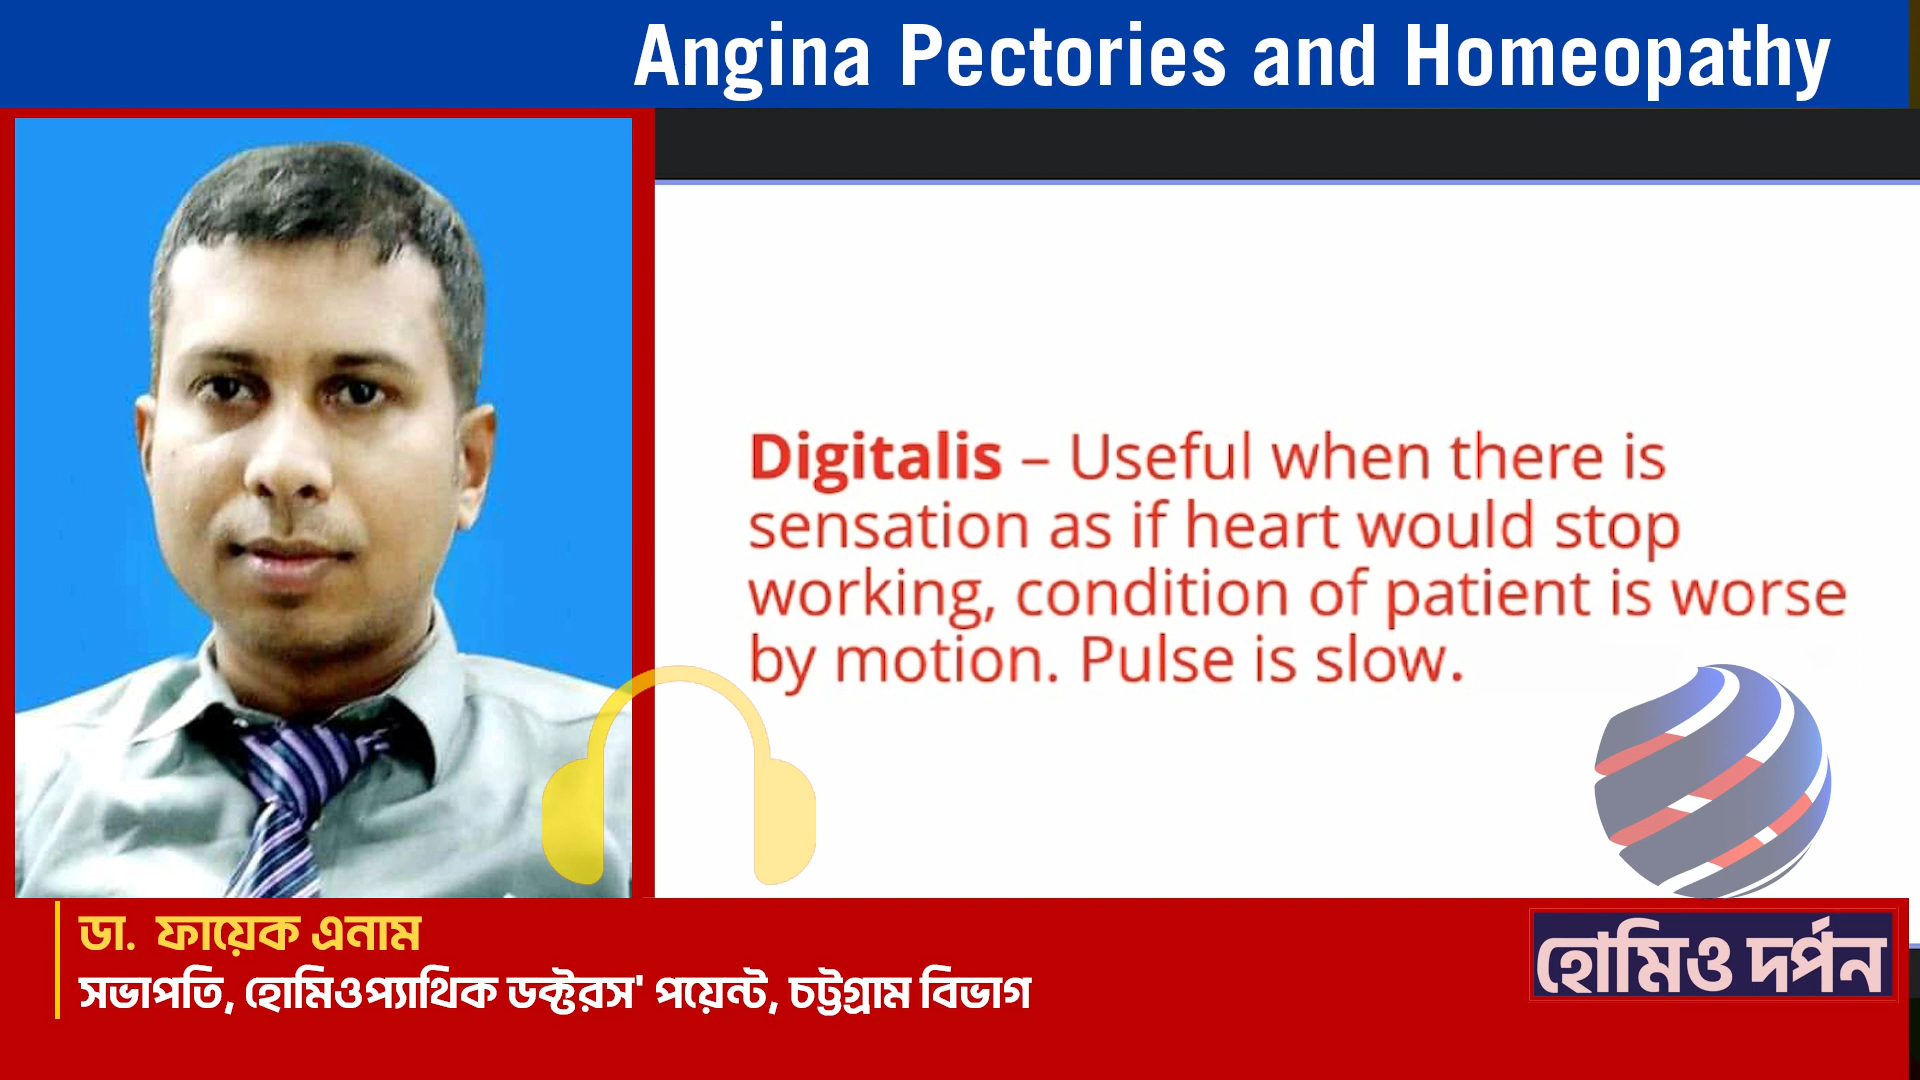 Angina Pectories and Homeopathy
Digitalis – Useful when there is
sensation as if heart would stop
working, condition of patient is worse
by motion. Pulse is slow.
ডা. ফায়েক এনাম
সভাপতি, হোমিওপ্যাথিক ডক্টরস' পয়েন্ট, চট্টগ্রাম বিভাগ
হোমিও দর্পন